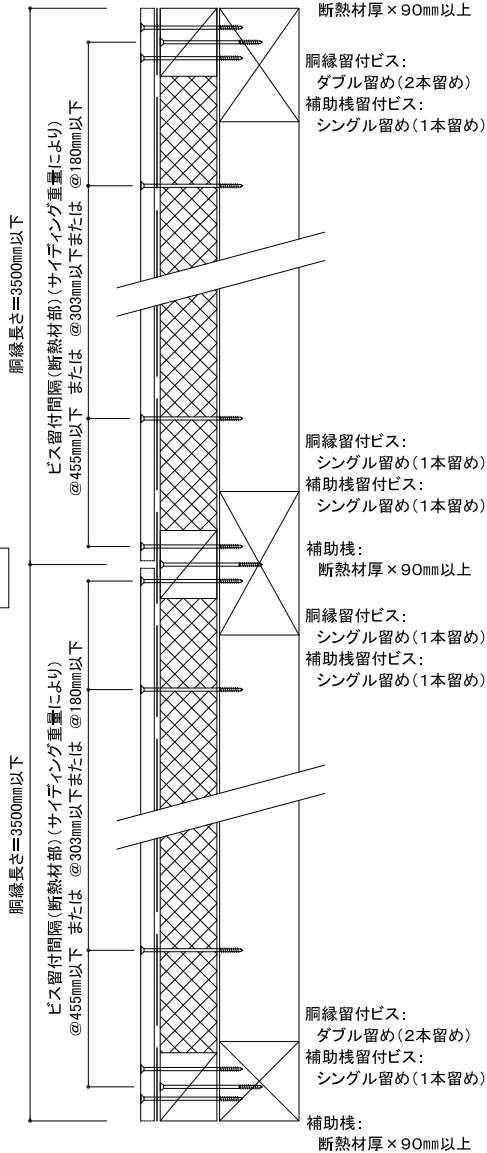 断熱材厚×90mm以上
胴縁留付ビス:
ダブル留め(2本留め)
補助桟留付ビス:
シングル留め(1本留め)
胴縁長さ=3500mm以下
ビス留付間隔(断熱材部)(サイディング重量により)
@455mm以下 または @303mm以下または @180mm以下
胴縁留付ビス:
シングル留め(1本留め)
補助桟留付ビス:
シングル留め(1本留め)
補助桟:
断熱材厚×90mm以上
胴縁留付ビス:
シングル留め(1本留め)
補助桟留付ビス:
シングル留め(1本留め)
胴縁長さ=3500mm以下
ビス留付間隔(断熱材部)(サイディング重量により)
@455mm以下 または @303mm以下または @180mm以下
胴縁留付ビス:
ダブル留め(2本留め)
補助桟留付ビス:
シングル留め(1本留め)
補助桟:
断熱材厚×90mm以上